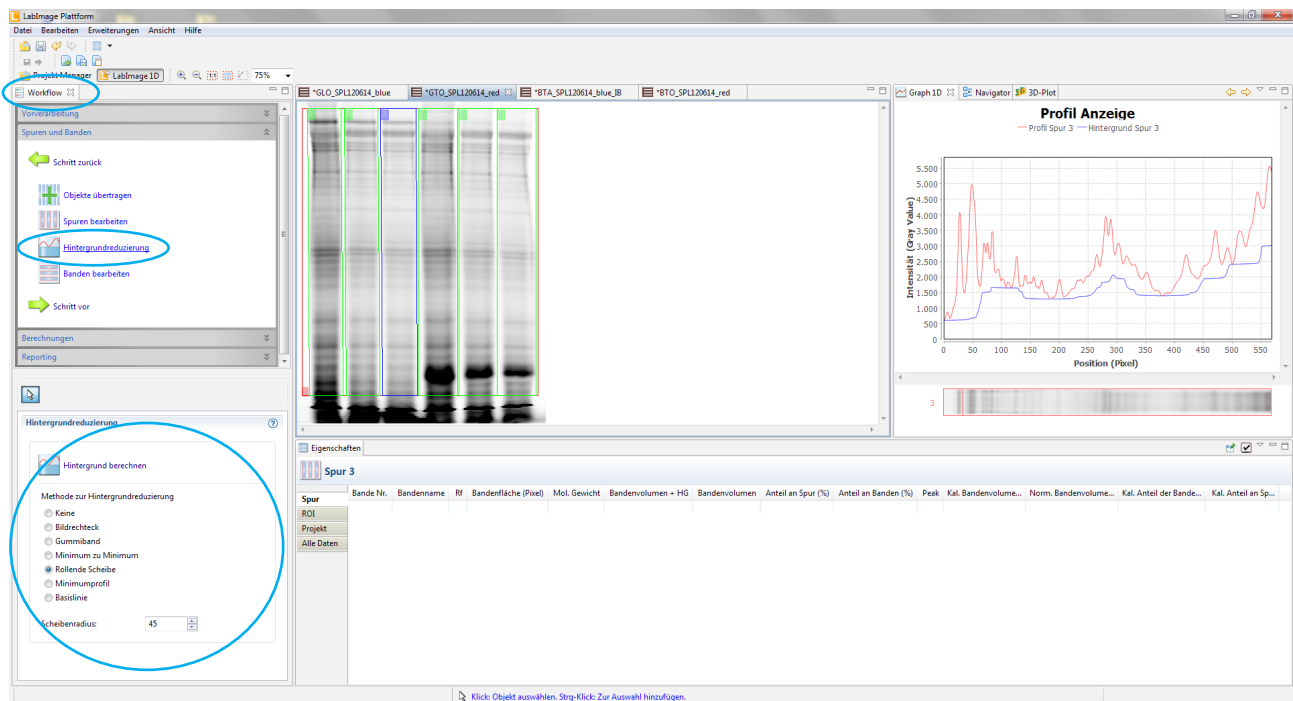 LabImage Plattform
Datei Bearbeiten Erweiterungen Ansicht Hilfe
Projekt Manager LabImage 1D 1:1 75%
Workflow
Vorverarbeitung
Spuren und Banden
Schritt zurück
Objekte übertragen
Spuren bearbeiten
Hintergrundreduzierung
Banden bearbeiten
Schritt vor
Berechnungen
Reporting
Hintergrundreduzierung
Hintergrund berechnen
Methode zur Hintergrundreduzierung
Keine
Bildrechteck
Gummiband
Minimum zu Minimum
Rollende Scheibe
Minimumprofil
Basislinie
Scheibenradius: 45
*GLO_SPL120614_blue *GTO_SPL120614_red *BTA_SPL120614_blue_IB *BTO_SPL120614_red
Graph 1D Navigator 3D-Plot
Profil Anzeige
Profil Spur 3 Hintergrund Spur 3
Intensität (Gray Value)
5.500
5.000
4.500
4.000
3.500
3.000
2.500
2.000
1.500
1.000
500
0
0 50 100 150 200 250 300 350 400 450 500 550
Position (Pixel)
3
Eigenschaften
Spur 3
Spur
ROI
Projekt
Alle Daten
Bande Nr. Bandenname Rf Bandenfläche (Pixel) Mol. Gewicht Bandenvolumen + HG Bandenvolumen Anteil an Spur (%) Anteil an Banden (%) Peak Kal. Bandenvolume... Norm. Bandenvolume... Kal. Anteil der Bande... Kal. Anteil an Sp...
Klick: Objekt auswählen. Strg-Klick: Zur Auswahl hinzufügen.